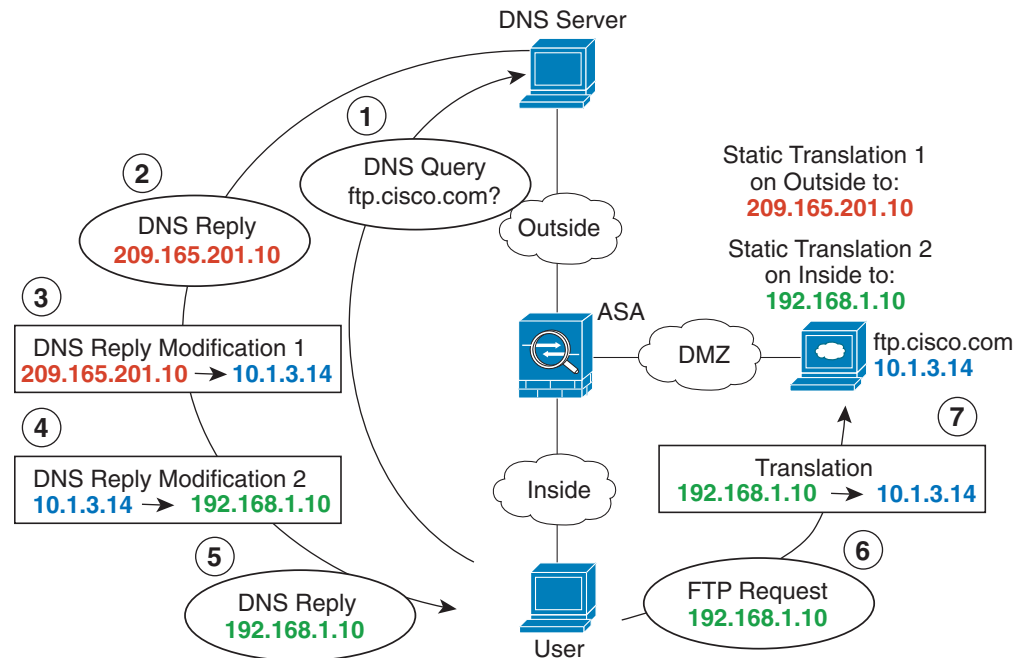 DNS Server
1
DNS Query
ftp.cisco.com?
2
DNS Reply
209.165.201.10
Outside
Static Translation 1
on Outside to:
209.165.201.10
Static Translation 2
on Inside to:
192.168.1.10
3
DNS Reply Modification 1
209.165.201.10 → 10.1.3.14
ASA
DMZ
ftp.cisco.com
10.1.3.14
4
DNS Reply Modification 2
10.1.3.14 → 192.168.1.10
Inside
7
Translation
192.168.1.10 → 10.1.3.14
5
DNS Reply
192.168.1.10
User
6
FTP Request
192.168.1.10